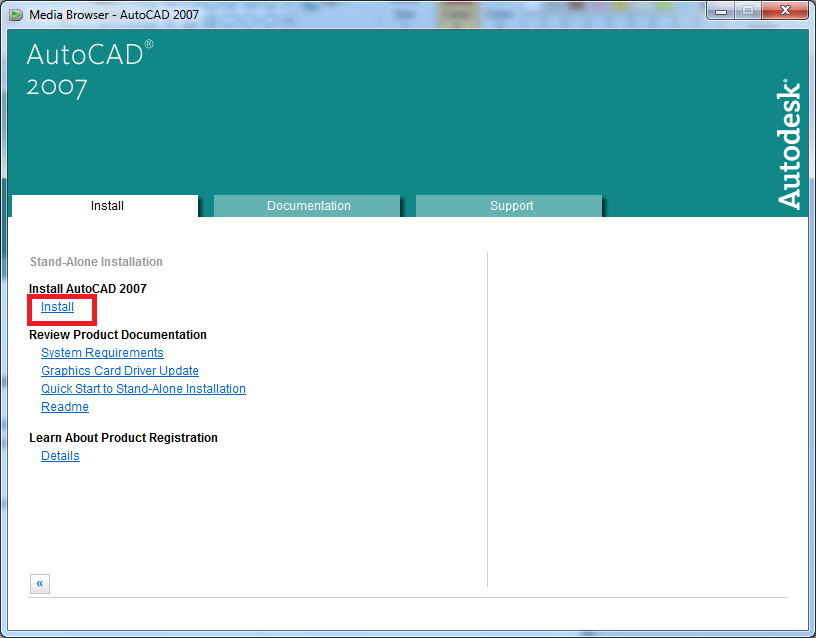 Media Browser - AutoCAD 2007
AutoCAD®
2007
Autodesk®
Install
Documentation
Support
Stand-Alone Installation
Install AutoCAD 2007
Install
Review Product Documentation
System Requirements
Graphics Card Driver Update
Quick Start to Stand-Alone Installation
Readme
Learn About Product Registration
Details
«